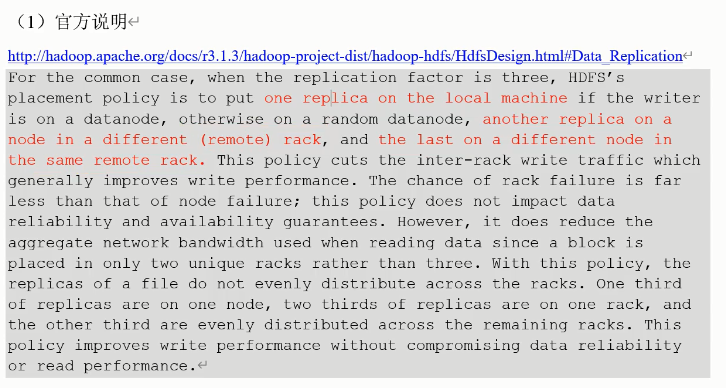 （1）官方说明↵
http://hadoop.apache.org/docs/r3.1.3/hadoop-project-dist/hadoop-hdfs/HdfsDesign.html#Data_Replication↵
For the common case, when the replication factor is three, HDFS’s
placement policy is to put one replica on the local machine if the writer
is on a datanode, otherwise on a random datanode, another replica on a
node in a different (remote) rack, and the last on a different node in
the same remote rack. This policy cuts the inter-rack write traffic which
generally improves write performance. The chance of rack failure is far
less than that of node failure; this policy does not impact data
reliability and availability guarantees. However, it does reduce the
aggregate network bandwidth used when reading data since a block is
placed in only two unique racks rather than three. With this policy, the
replicas of a file do not evenly distribute across the racks. One third
of replicas are on one node, two thirds of replicas are on one rack, and
the other third are evenly distributed across the remaining racks. This
policy improves write performance without compromising data reliability
or read performance.↵